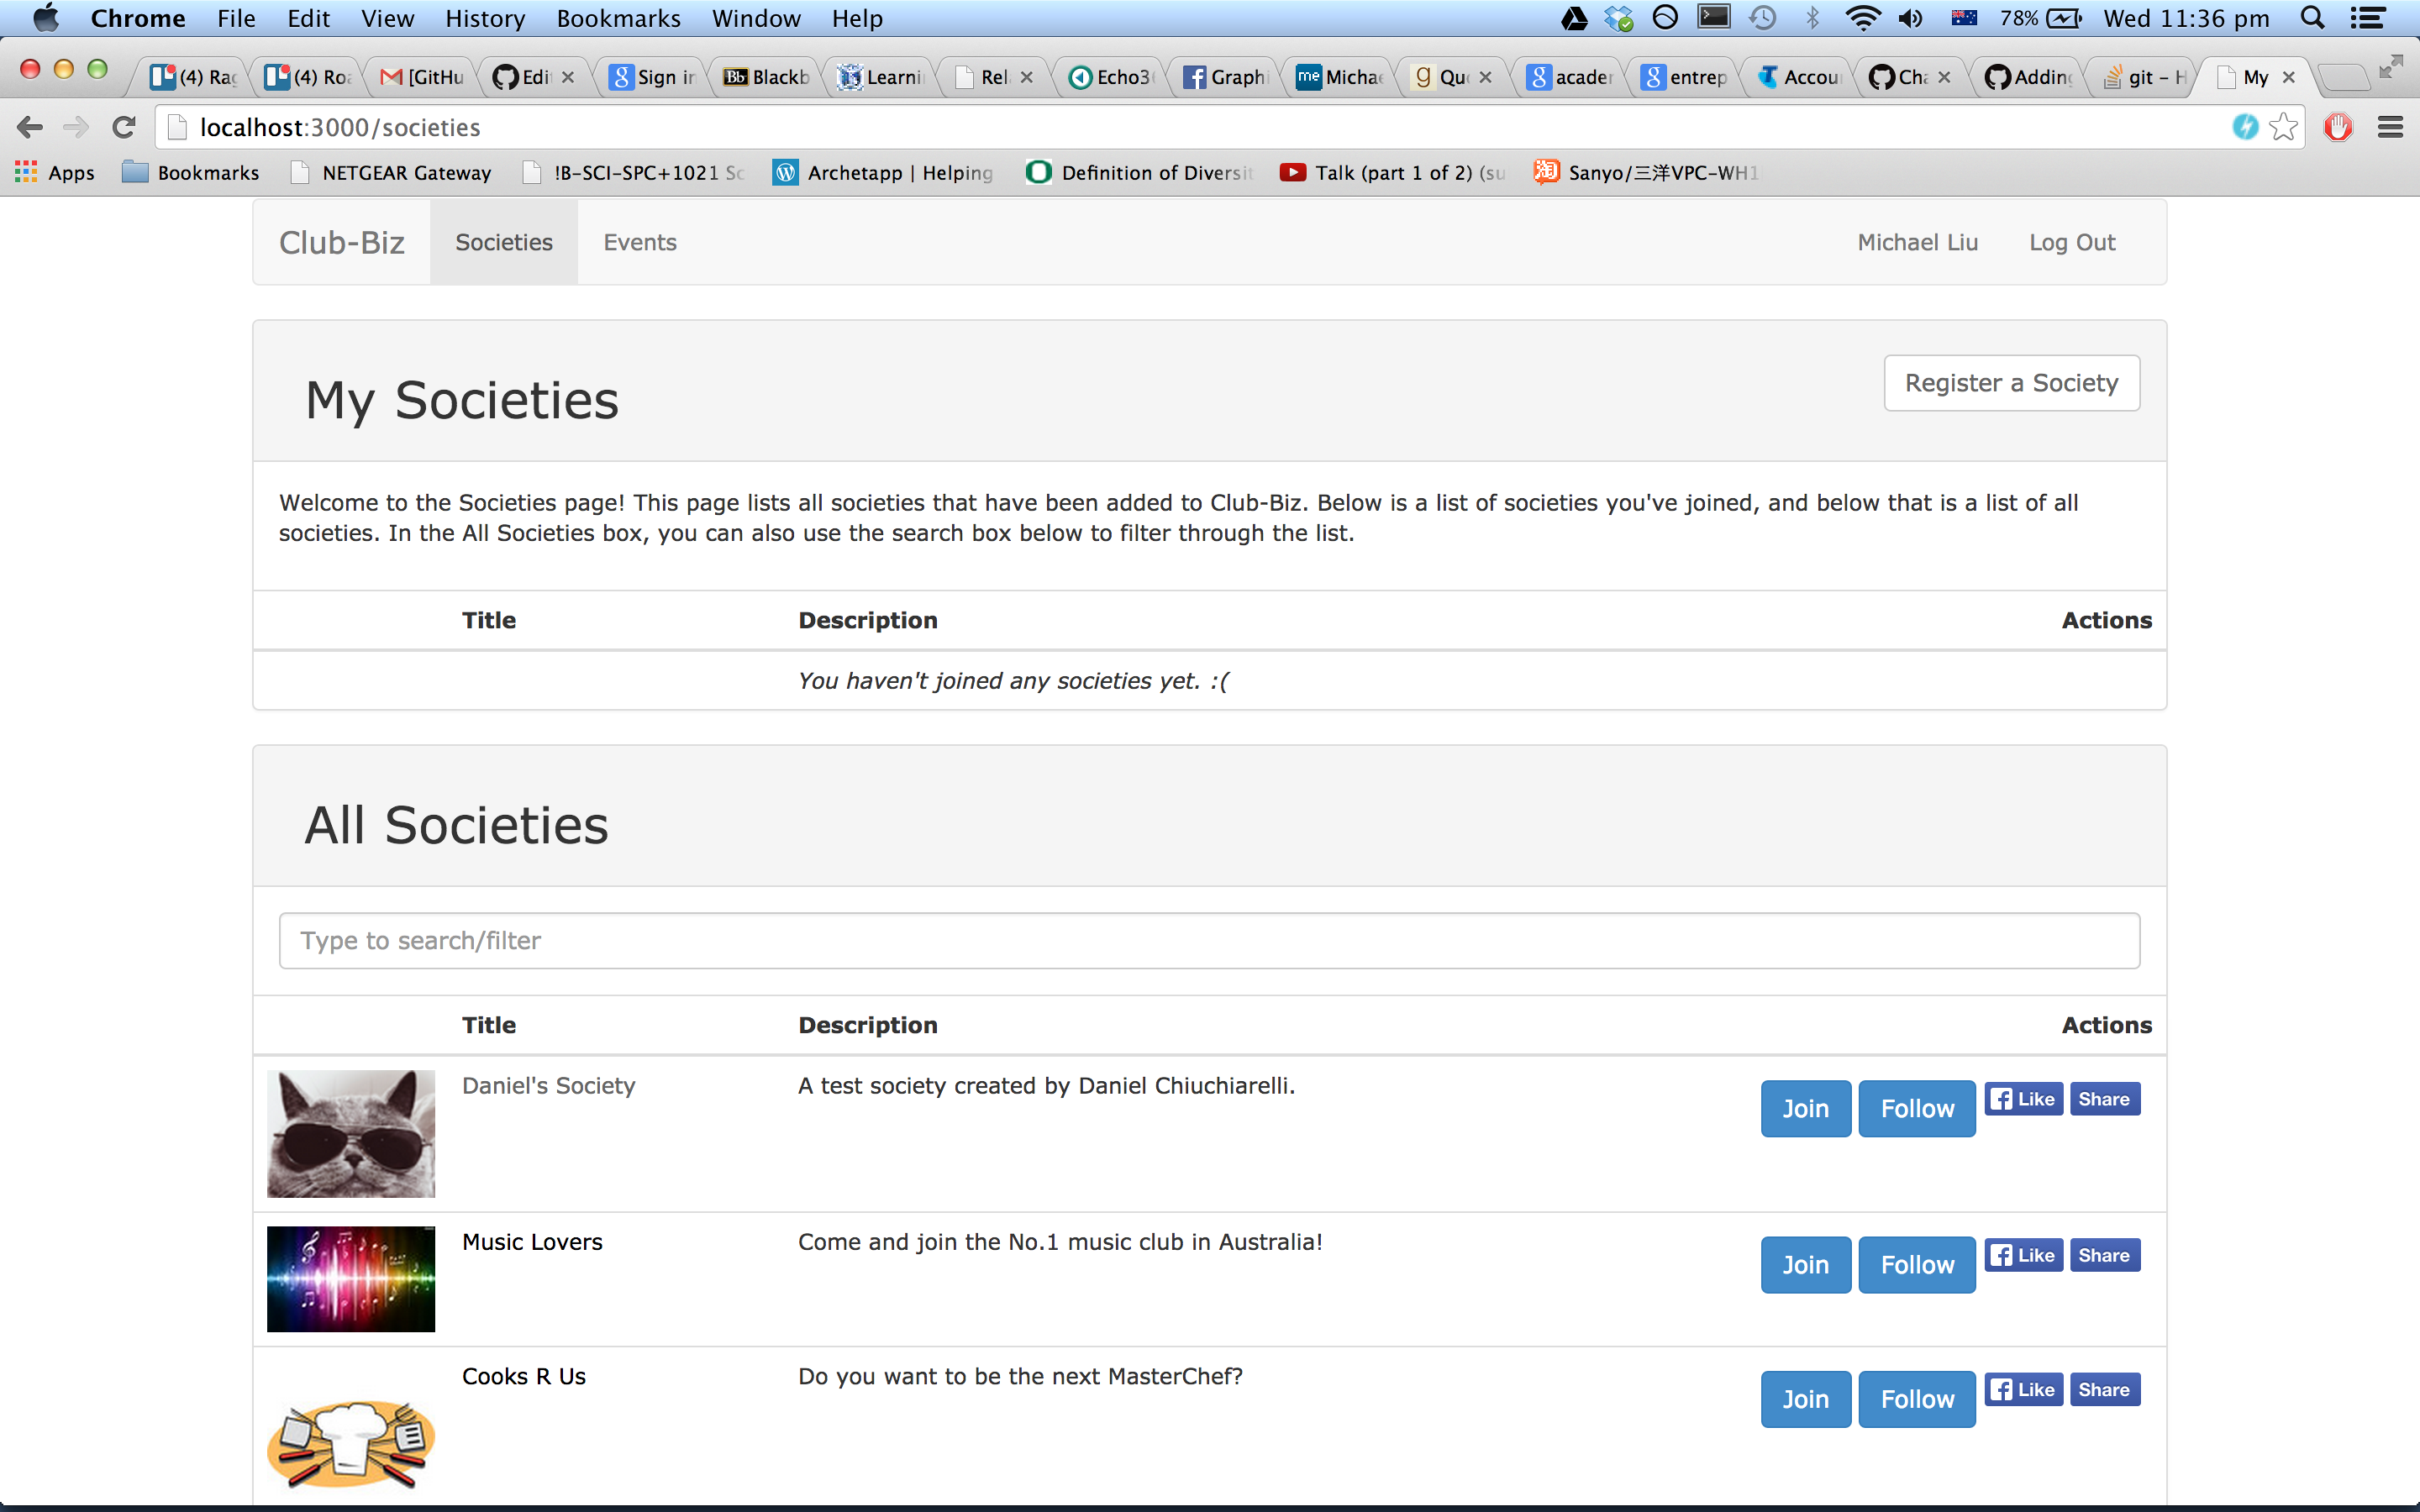 Chrome File Edit View History Bookmarks Window Help 78% Wed 11:36 pm
(4) Rag (4) Roa [GitHu Edi Sign in Bb Blackb Learni Rel Echo3 Graphi me Michae Qu acader entrep Accou Cha Adding git – H My
localhost:3000/societies
Apps Bookmarks NETGEAR Gateway !B-SCI-SPC+1021 Sc Archetapp | Helping Definition of Diversit Talk (part 1 of 2) (su Sanyo/三洋VPC-WH1
Club-Biz Societies Events Michael Liu Log Out
My Societies Register a Society
Welcome to the Societies page! This page lists all societies that have been added to Club-Biz. Below is a list of societies you've joined, and below that is a list of all
societies. In the All Societies box, you can also use the search box below to filter through the list.
Title Description Actions
You haven't joined any societies yet. :(
All Societies
Type to search/filter
Title Description Actions
Daniel's Society A test society created by Daniel Chiuchiarelli. Join Follow Like Share
Music Lovers Come and join the No.1 music club in Australia! Join Follow Like Share
Cooks R Us Do you want to be the next MasterChef? Join Follow Like Share